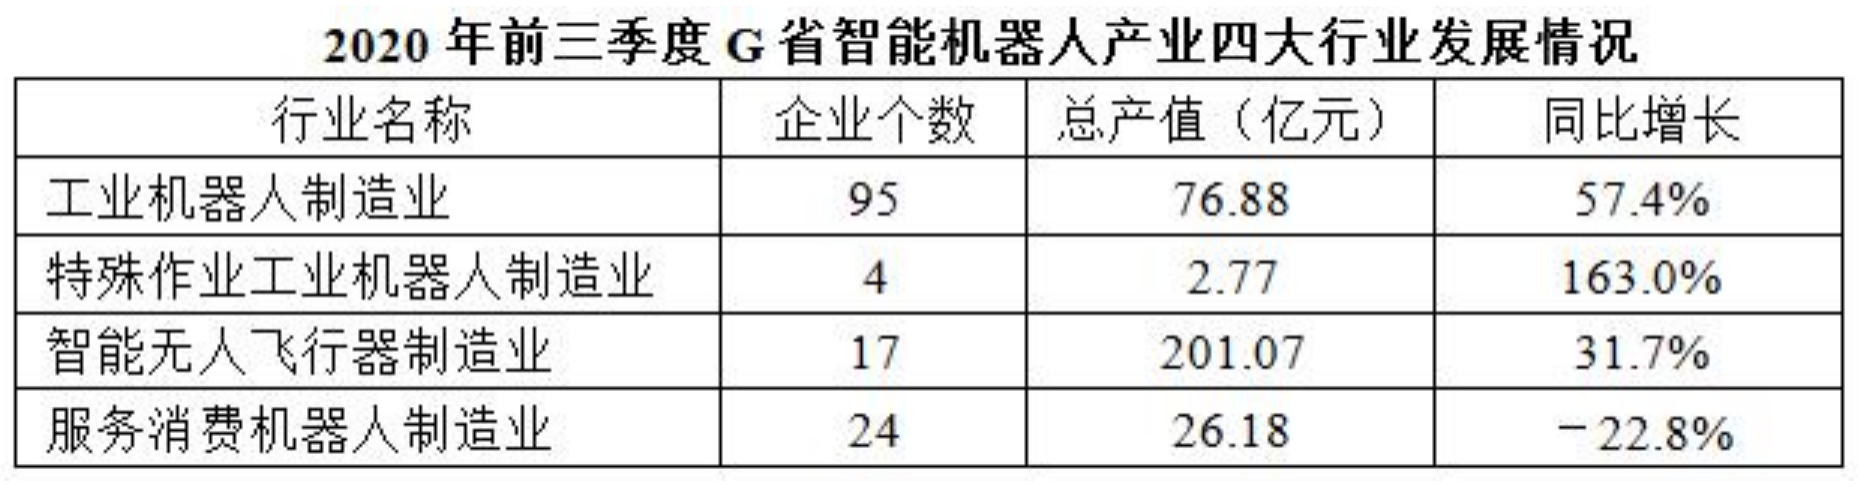 2020年前三季度G省智能机器人产业四大行业发展情况
行业名称 企业个数 总产值（亿元） 同比增长
工业机器人制造业 95 76.88 57.4%
特殊作业工业机器人制造业 4 2.77 163.0%
智能无人飞行器制造业 17 201.07 31.7%
服务消费机器人制造业 24 26.18 －22.8%